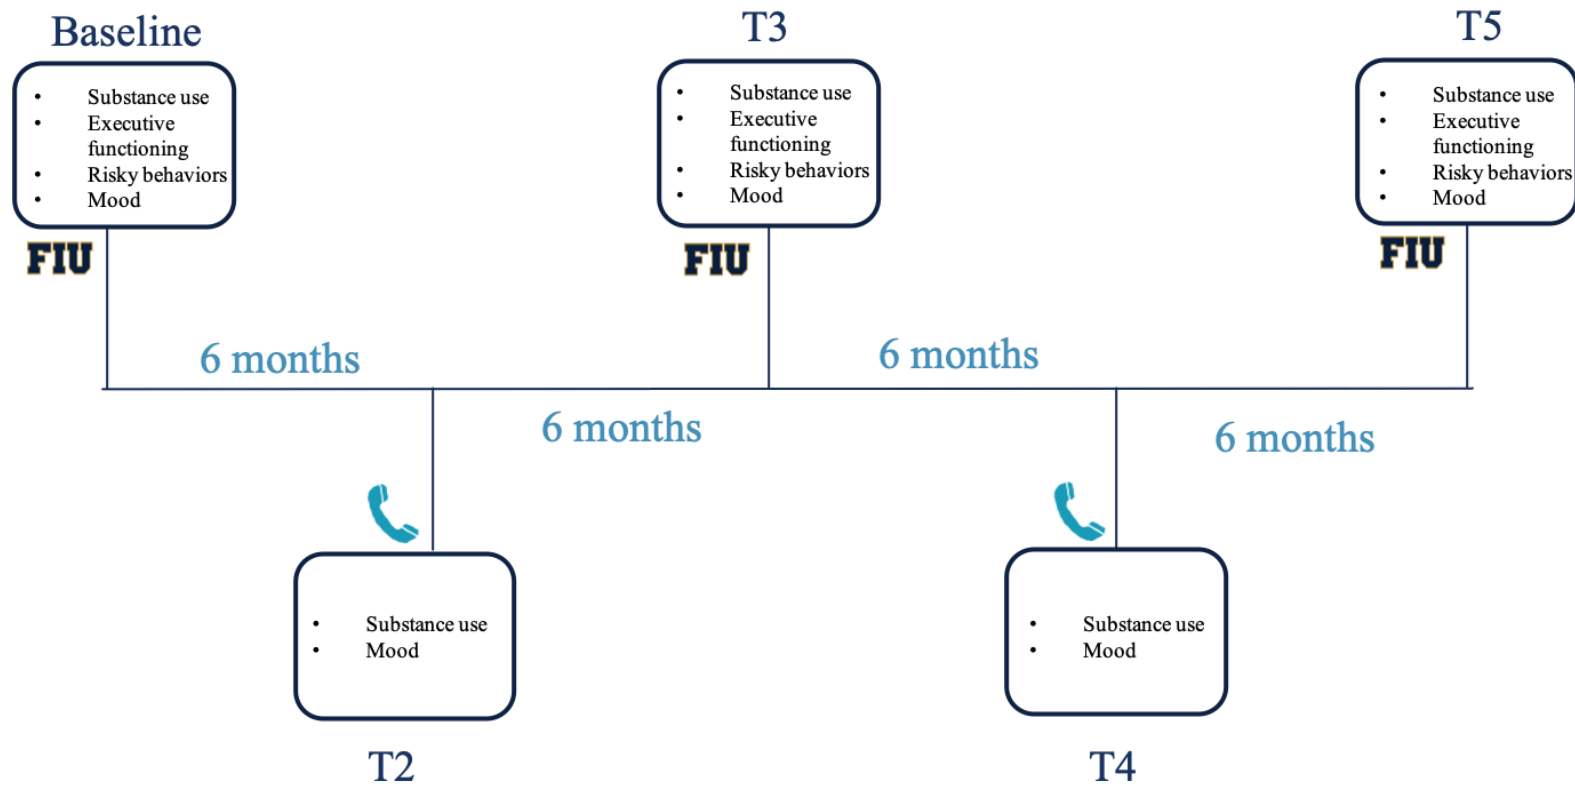 Baseline
• Substance use
• Executive
functioning
• Risky behaviors
• Mood
FIU
T3
• Substance use
• Executive
functioning
• Risky behaviors
• Mood
FIU
T5
• Substance use
• Executive
functioning
• Risky behaviors
• Mood
FIU
6 months
6 months
6 months
6 months
• Substance use
• Mood
T2
• Substance use
• Mood
T4